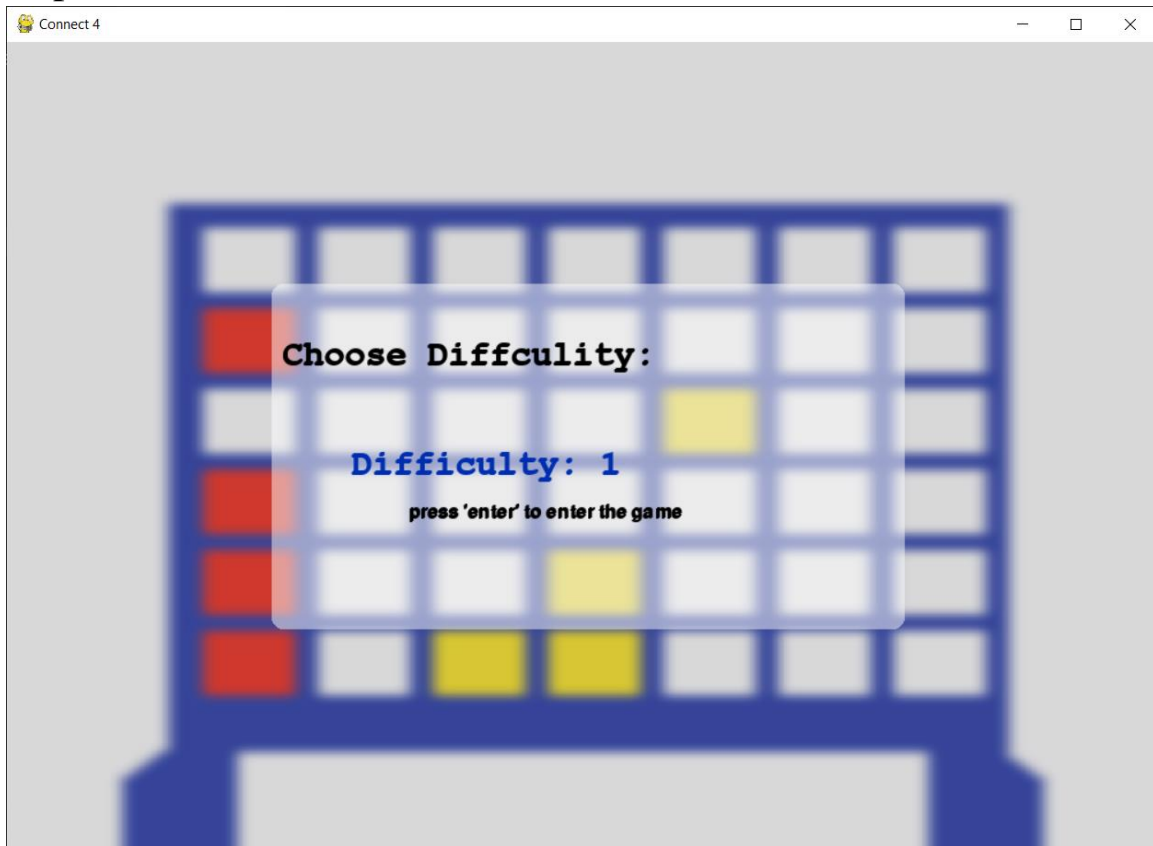 Connect 4
Choose Diffculity:
Difficulty: 1
press 'enter' to enter the game